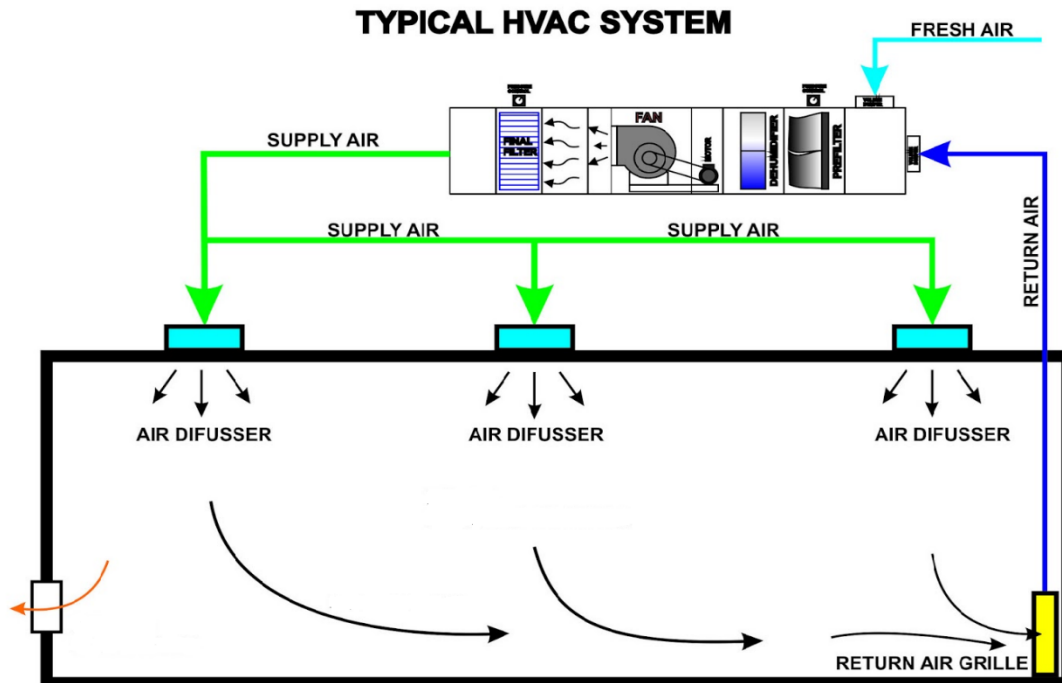 TYPICAL HVAC SYSTEM
FRESH AIR
SUPPLY AIR
FINAL
FILTER
FAN
MOTOR
DEHUMIDIFIER
PREFILTER
SUPPLY AIR
SUPPLY AIR
RETURN AIR
AIR DIFUSSER
AIR DIFUSSER
AIR DIFUSSER
RETURN AIR GRILLE